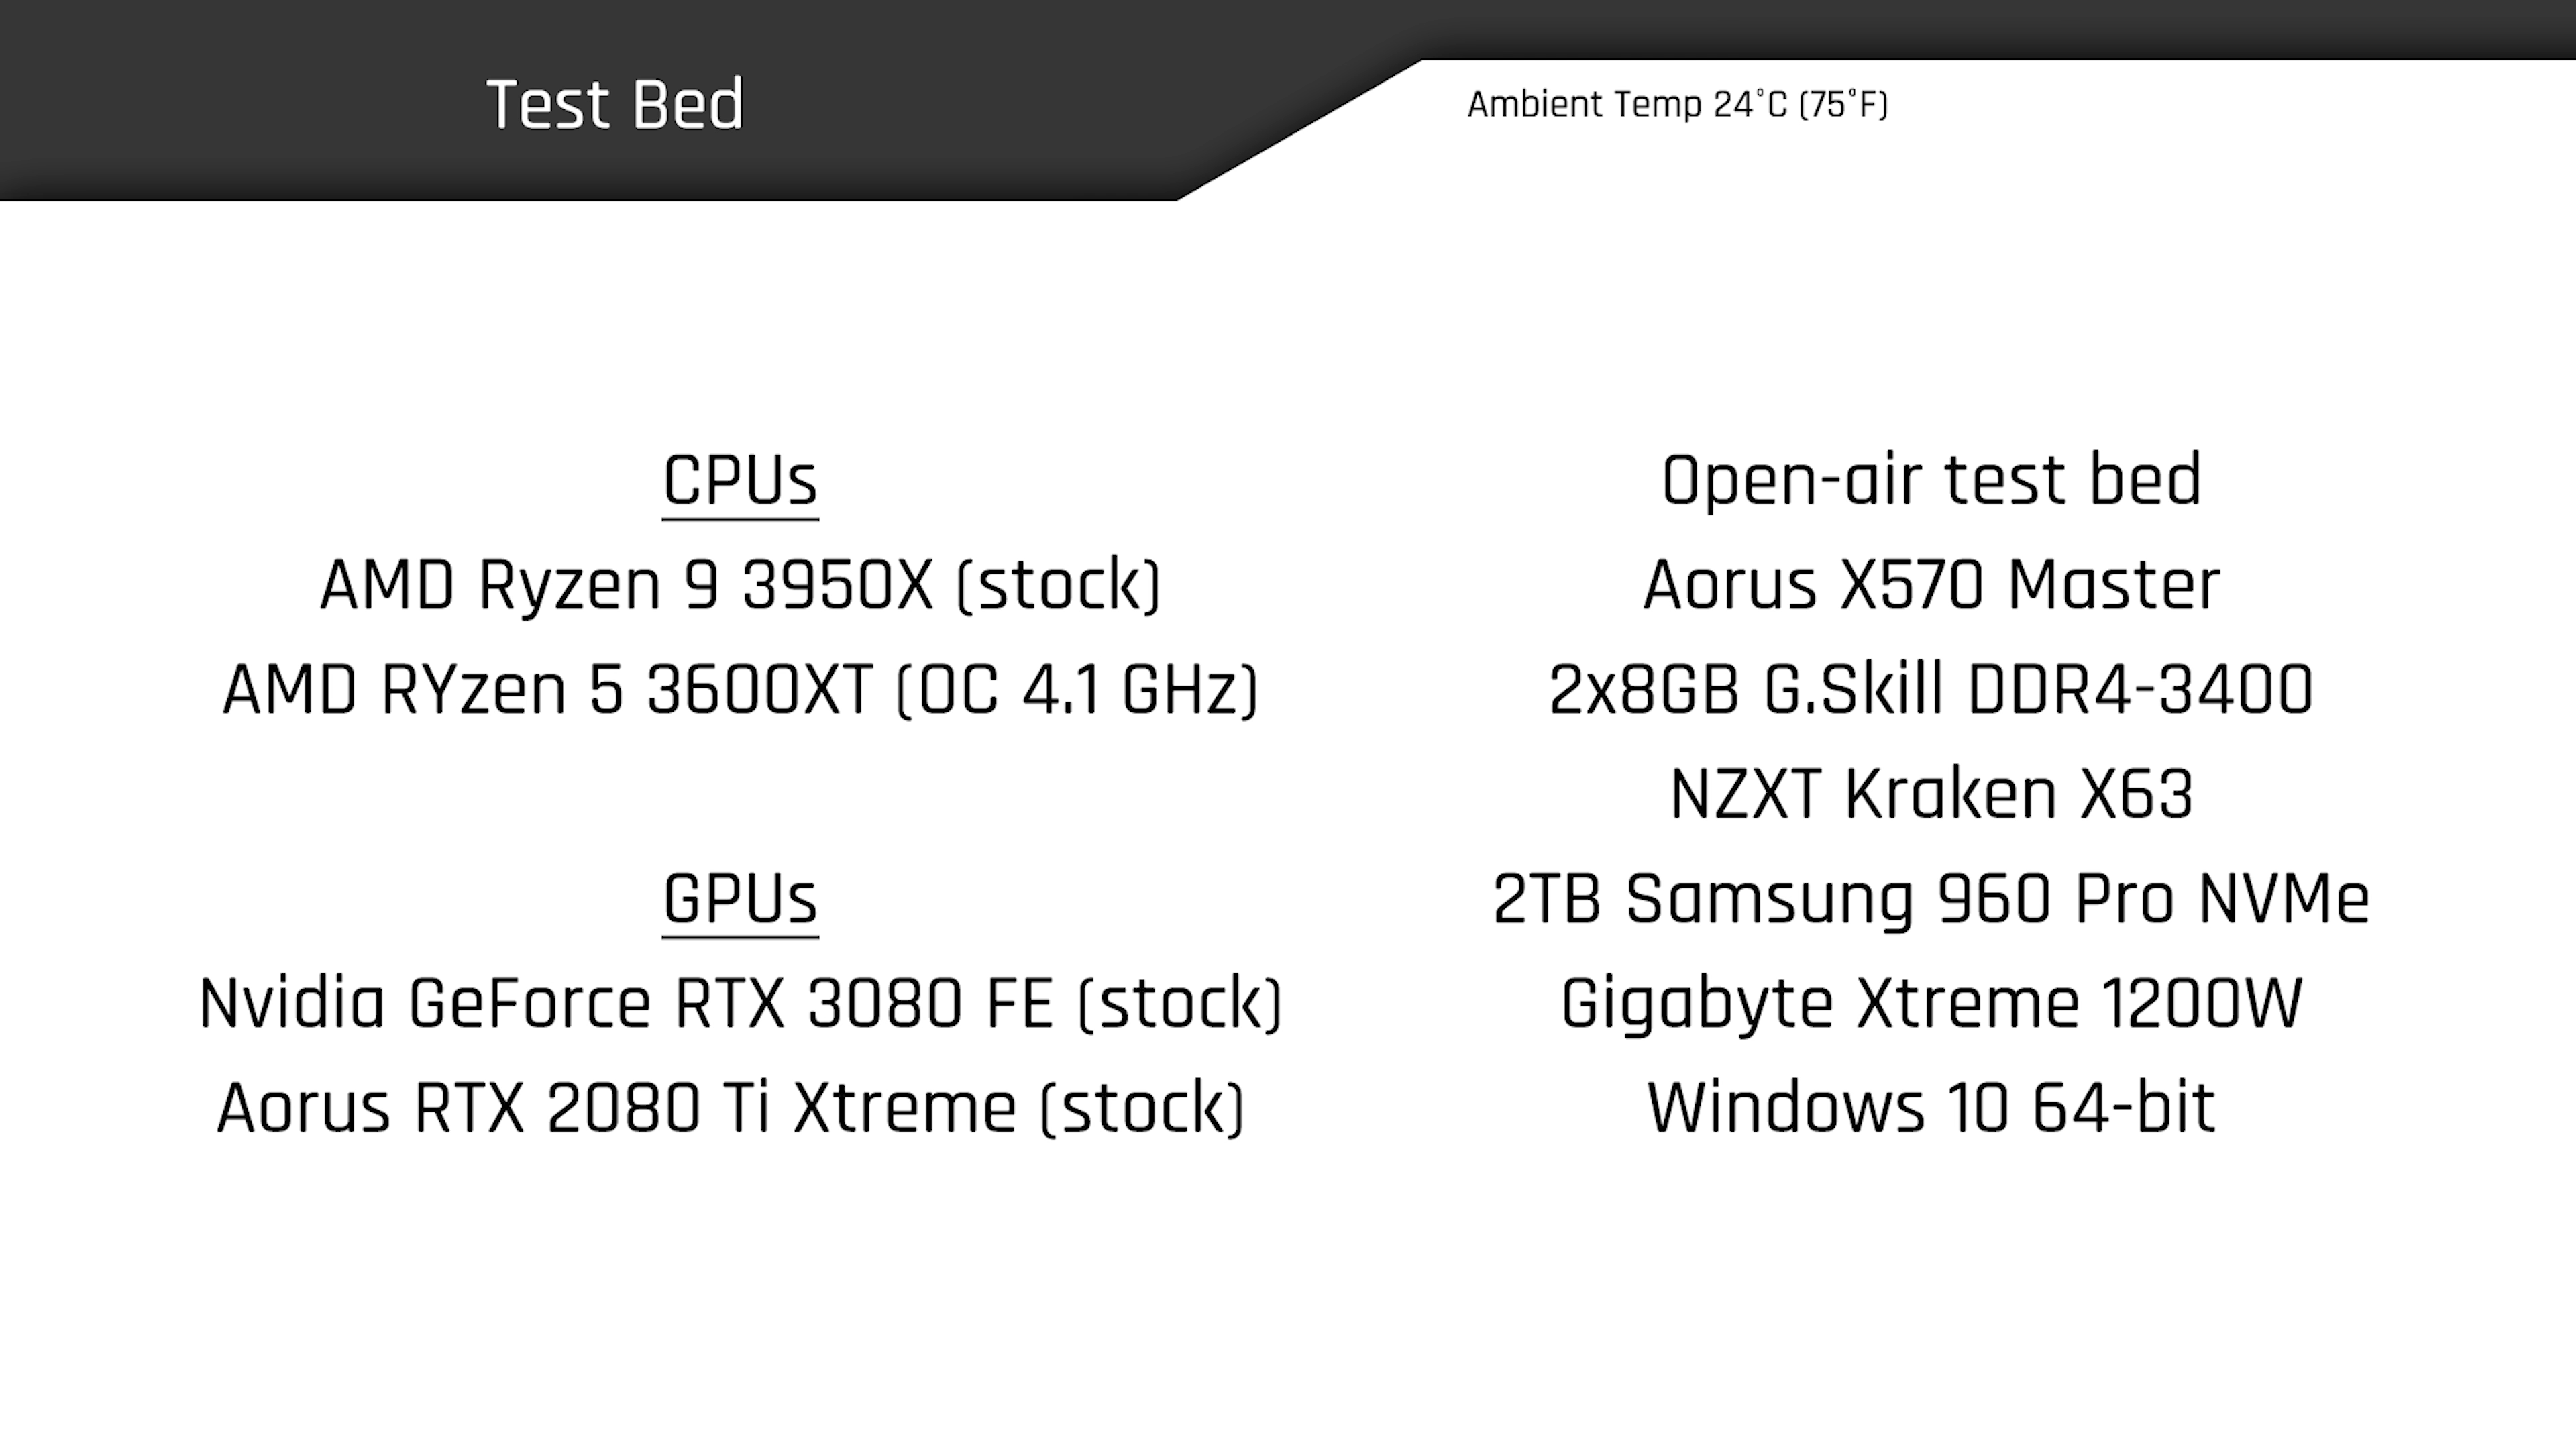 Test Bed
Ambient Temp 24°C (75°F)
CPUs
AMD Ryzen 9 3950X (stock)
AMD RYzen 5 3600XT (OC 4.1 GHz)
GPUs
Nvidia GeForce RTX 3080 FE (stock)
Aorus RTX 2080 Ti Xtreme (stock)
Open-air test bed
Aorus X570 Master
2x8GB G.Skill DDR4-3400
NZXT Kraken X63
2TB Samsung 960 Pro NVMe
Gigabyte Xtreme 1200W
Windows 10 64-bit